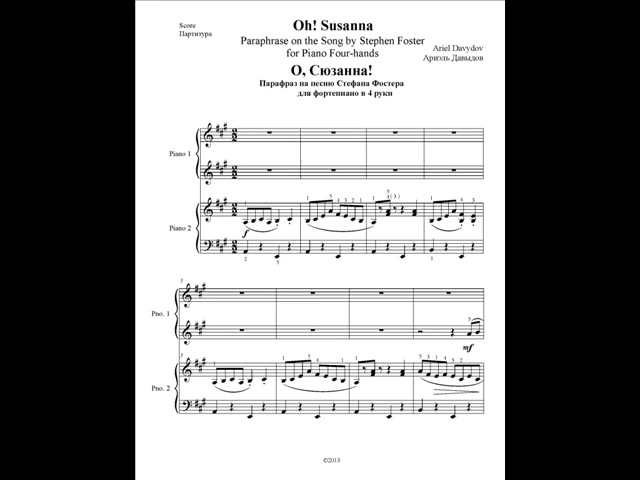 Score
Партитура
Oh! Susanna
Paraphrase on the Song by Stephen Foster
for Piano Four-hands
Ariel Davydov
Ариэль Давыдов
О, Сюзанна!
Парафраз на песню Стефана Фостера
для фортепиано в 4 руки
Piano 1
Piano 2
f
Pno. 1
mf
Pno. 2
©2013